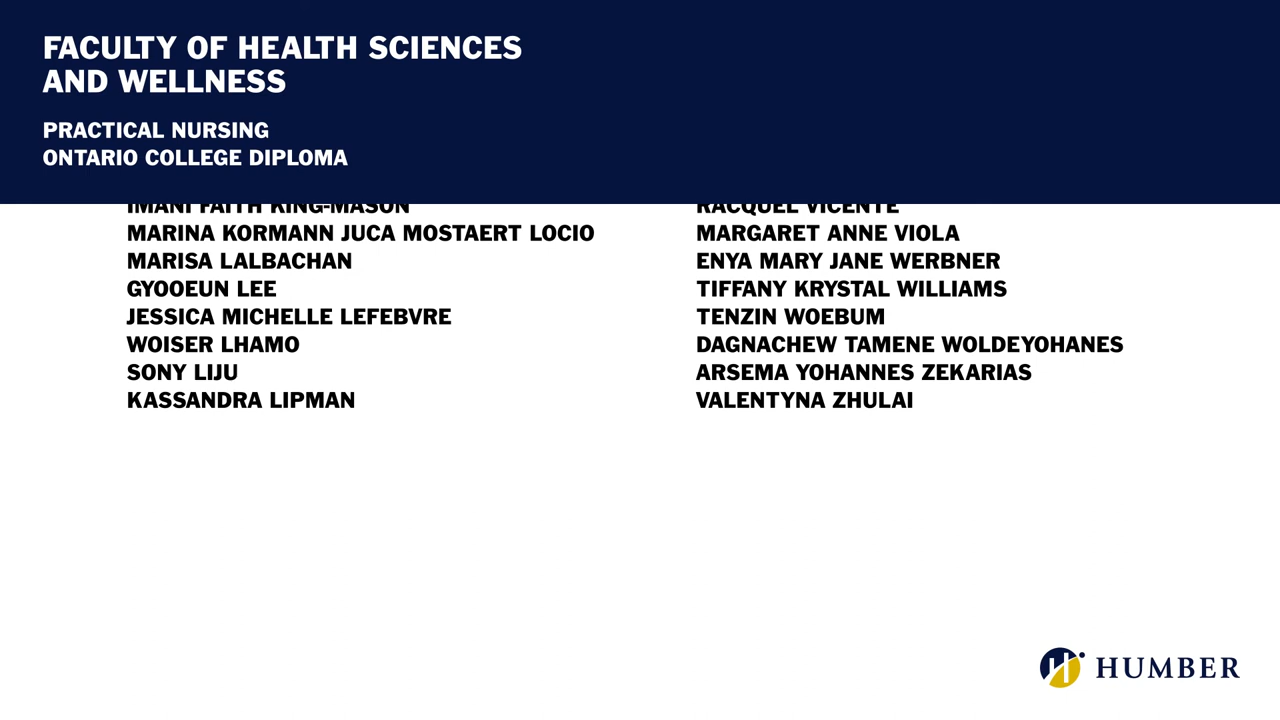 FACULTY OF HEALTH SCIENCES
AND WELLNESS
PRACTICAL NURSING
ONTARIO COLLEGE DIPLOMA
IMANI FAITH KING-MASON
MARINA KORMANN JUCA MOSTAERT LOCIO
MARISA LALBACHAN
GYOOEUN LEE
JESSICA MICHELLE LEFEBVRE
WOISER LHAMO
SONY LIJU
KASSANDRA LIPMAN
RACQUEL VICENTE
MARGARET ANNE VIOLA
ENYA MARY JANE WERBNER
TIFFANY KRYSTAL WILLIAMS
TENZIN WOEBUM
DAGNACHEW TAMENE WOLDEYOHANES
ARSEMA YOHANNES ZEKARIAS
VALENTYNA ZHULAI
HUMBER